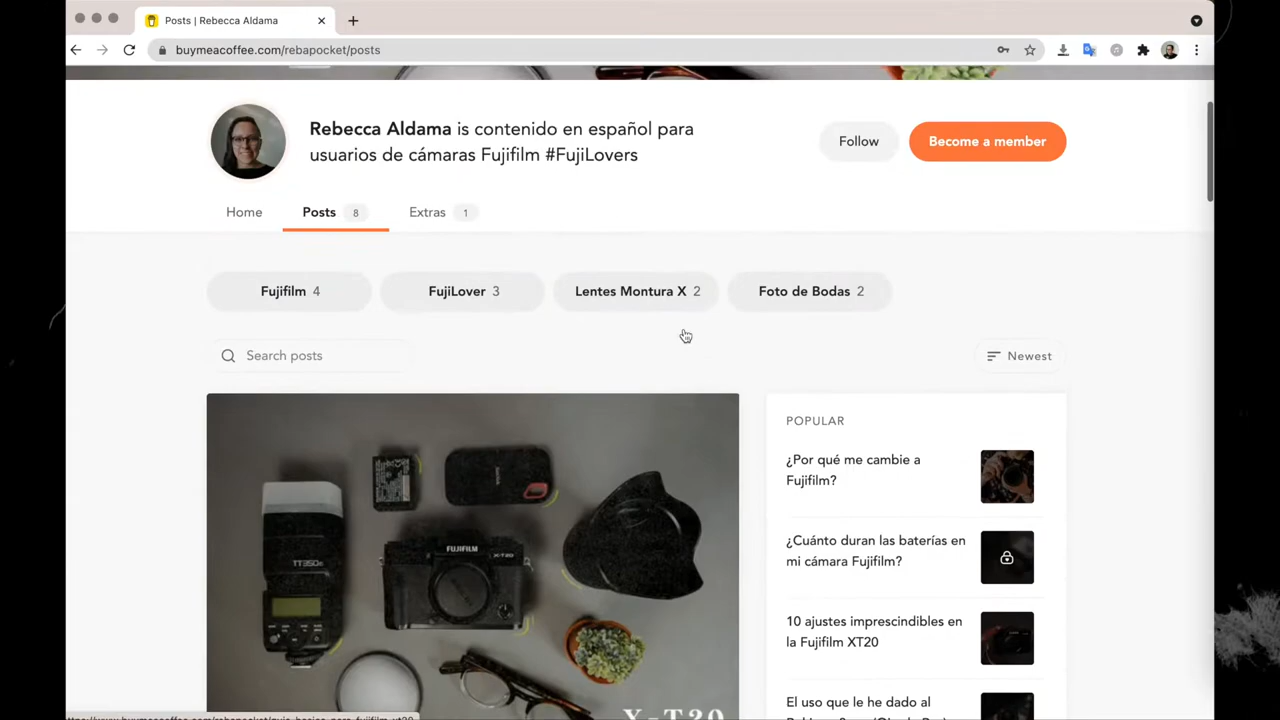 Posts | Rebecca Aldama
buymeacoffee.com/rebapocket/posts
Rebecca Aldama is contenido en español para
usuarios de cámaras Fujifilm #FujiLovers
Follow
Become a member
Home
Posts 8
Extras 1
Fujifilm 4
FujiLover 3
Lentes Montura X 2
Foto de Bodas 2
Search posts
Newest
POPULAR
¿Por qué me cambie a
Fujifilm?
¿Cuánto duran las baterías en
mi cámara Fujifilm?
10 ajustes imprescindibles en
la Fujifilm XT20
El uso que le he dado al
FUJIFILM
X-T20
TT350F
X-T20